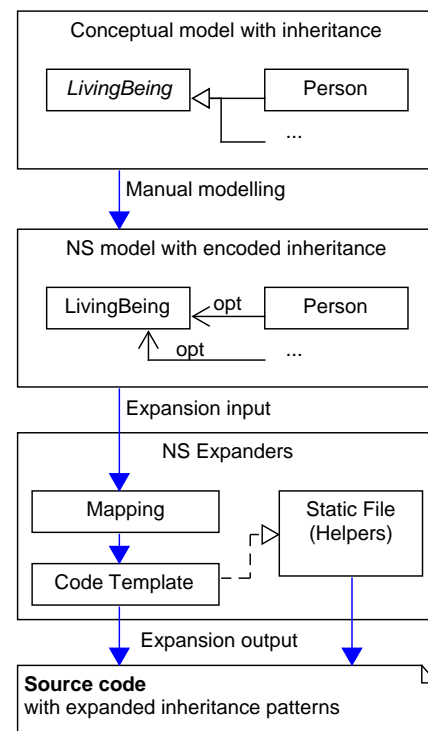 Conceptual model with inheritance
LivingBeing
Person
...
Manual modelling
NS model with encoded inheritance
LivingBeing
opt
Person
opt
...
Expansion input
NS Expanders
Mapping
Static File
(Helpers)
Code Template
Expansion output
Source code
with expanded inheritance patterns